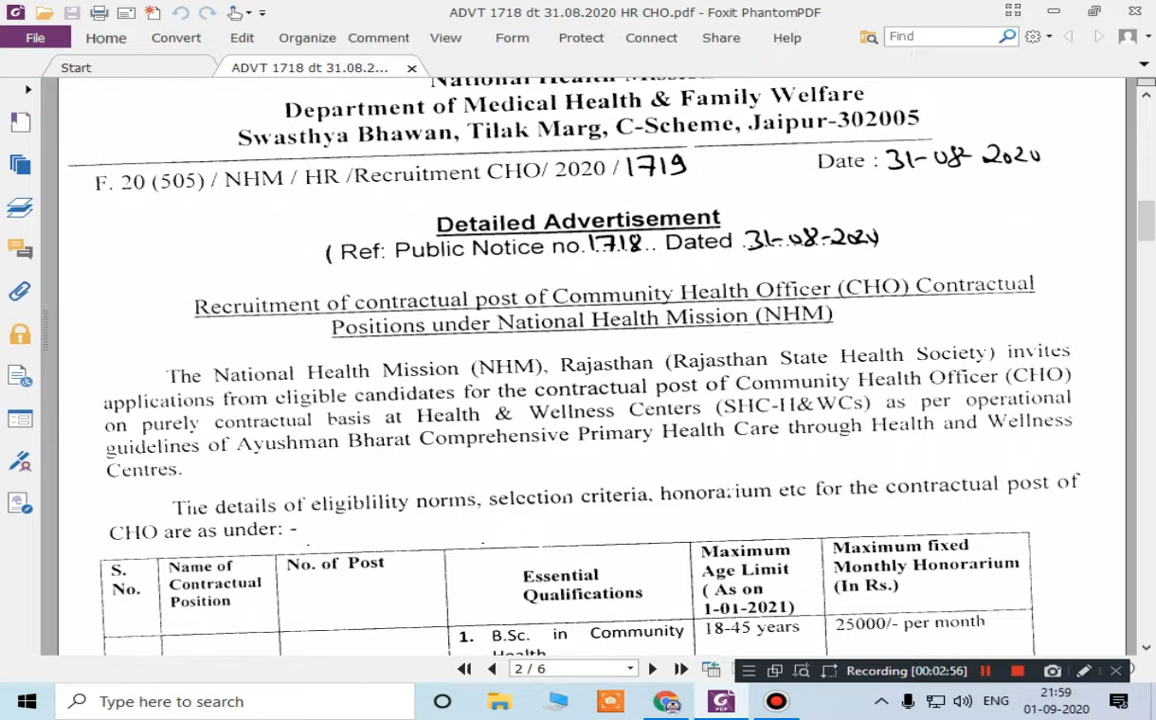 ADVT 1718 dt 31.08.2020 HR CHO.pdf - Foxit PhantomPDF
File Home Convert Edit Organize Comment View Form Protect Connect Share Help Find
Start ADVT 1718 dt 31.08.2...
National Health
Department of Medical Health & Family Welfare
Swasthya Bhawan, Tilak Marg, C-Scheme, Jaipur-302005
F. 20 (505) / NHM / HR /Recruitment CHO/ 2020 / 1719 Date : 31-08-2020
Detailed Advertisement
( Ref: Public Notice no.1718.. Dated .31-08-2020
Recruitment of contractual post of Community Health Officer (CHO) Contractual
Positions under National Health Mission (NHM)
The National Health Mission (NHM), Rajasthan (Rajasthan State Health Society) invites
applications from eligible candidates for the contractual post of Community Health Officer (CHO)
on purely contractual basis at Health & Wellness Centers (SHC-H&WCs) as per operational
guidelines of Ayushman Bharat Comprehensive Primary Health Care through Health and Wellness
Centres.
The details of eligiblility norms, selection criteria, honorarium etc for the contractual post of
CHO are as under: -
S. No. Name of Contractual Position No. of Post Essential Qualifications Maximum Age Limit ( As on 1-01-2021) Maximum fixed Monthly Honorarium (In Rs.)
1. B.Sc. in Community 18-45 years 25000/- per month
Health
2 / 6
Recording [00:02:56]
Type here to search
ENG
21:59
01-09-2020